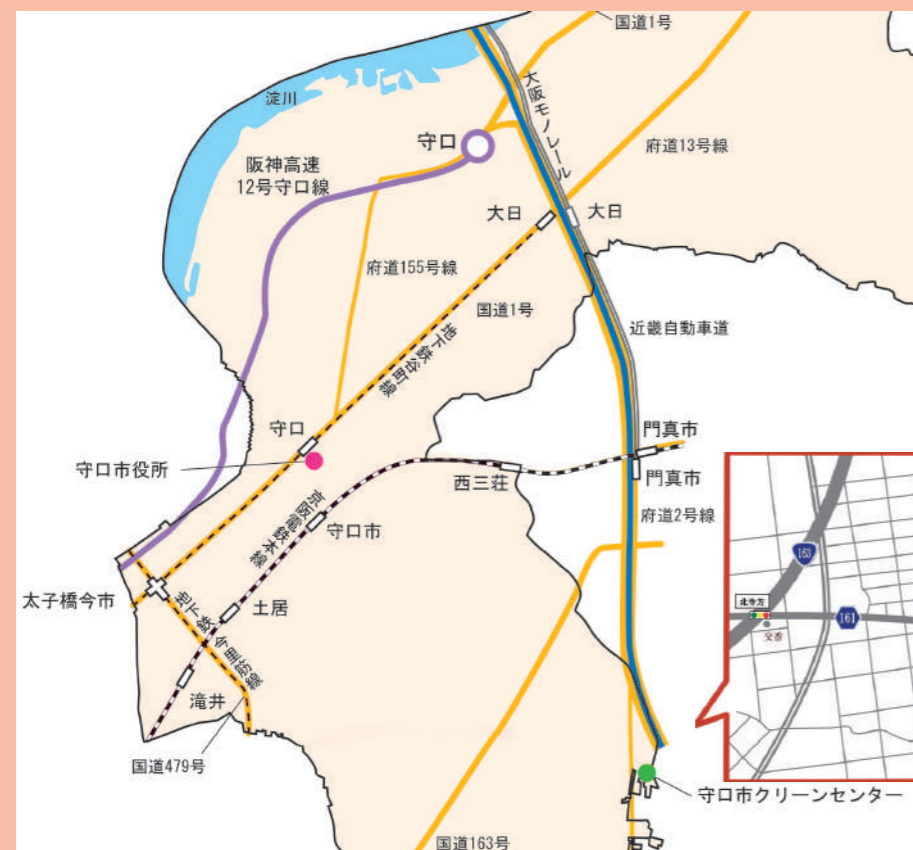 国道1号
淀川
大阪モノレール
守口
府道13号線
阪神高速
12号守口線
大日
大日
府道155号線
国道1号
近畿自動車道
地下鉄谷町線
守口
守口市役所
門真市
西三荘
門真市
京阪電鉄本線
守口市
府道2号線
163
北寺方
161
交番
太子橋今市
土居
地下鉄 今里筋線
滝井
国道479号
守口市クリーンセンター
国道163号